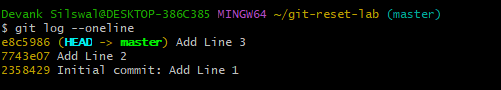 Devank Silswal@DESKTOP-386C385 MINGW64 ~/git-reset-lab (master)
$ git log --oneline
e8c5986 (HEAD -> master) Add Line 3
7743e07 Add Line 2
2358429 Initial commit: Add Line 1